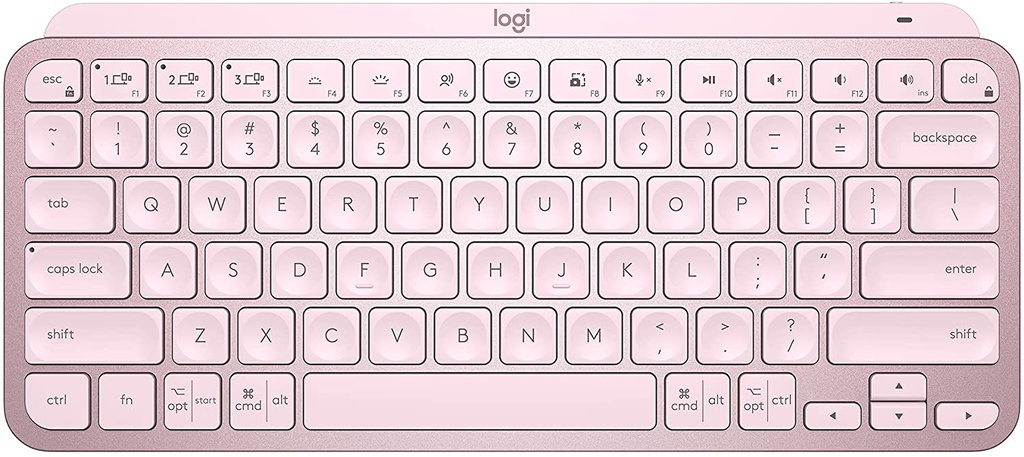 logi
esc 1 F1 2 F2 3 F3 F4 F5 F6 F7 F8 F9 F10 F11 F12 ins del
~ ` ! 1 @ 2 # 3 $ 4 % 5 ^ 6 & 7 * 8 ( 9 ) 0 _ - + = backspace
tab Q W E R T Y U I O P { [ } ] | \
caps lock A S D F G H J K L : ; “ ‚ enter
shift Z X C V B N M < , > . ? / shift
ctrl fn ⌥ opt start ⌘ cmd alt ⌘ cmd alt ⌥ opt ctrl ◀ ▲ ▼ ▶